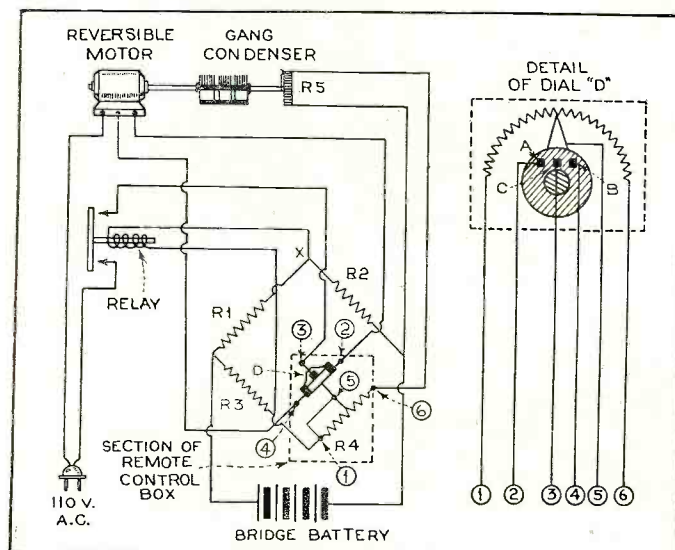 REVERSIBLE
MOTOR
GANG
CONDENSER
R5
DETAIL
OF DIAL "D"
A
C
B
RELAY
X
R1
R2
3
2
D
5
6
R3
4
R4
1
SECTION OF
REMOTE
CONTROL
BOX
110 V.
A.C.
BRIDGE BATTERY
1 2 3 4 5 6